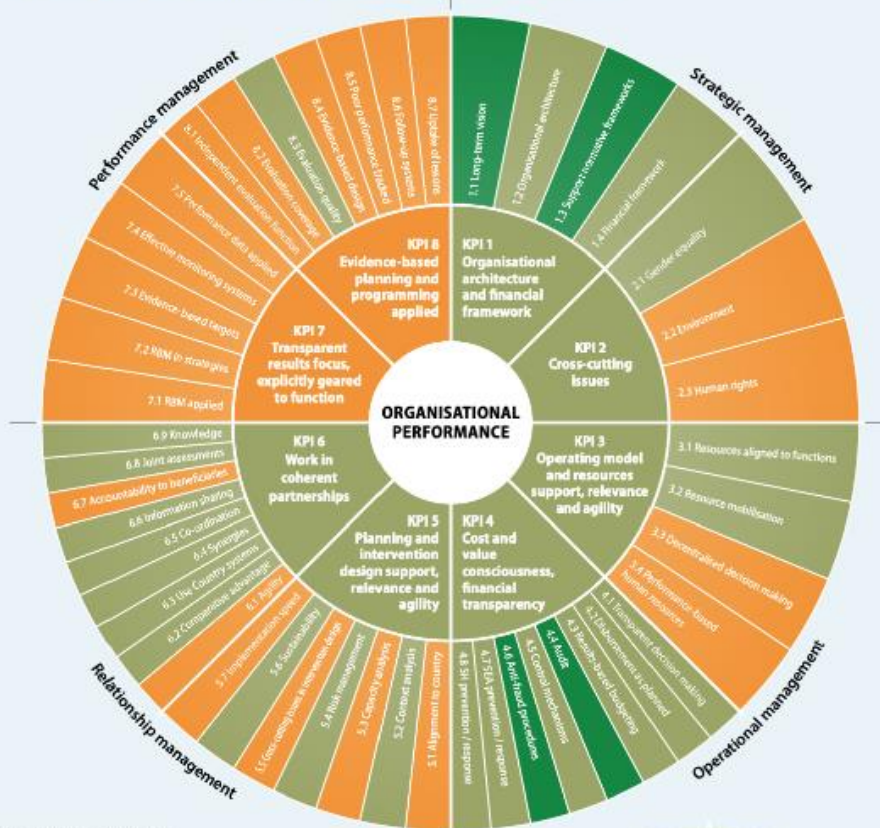 Performance management
Strategic management
Operational management
Relationship management
ORGANISATIONAL
PERFORMANCE
KPI 1
Organisational
architecture
and financial
framework
KPI 2
Cross-cutting
issues
KPI 3
Operating model
and resources
support, relevance
and agility
KPI 4
Cost and
value
consciousness,
financial
transparency
KPI 5
Planning and
intervention
design support,
relevance and
agility
KPI 6
Work in
coherent
partnerships
KPI 7
Transparent
results focus,
explicitly geared
to function
KPI 8
Evidence-based
planning and
programming
applied
1.1 Long-term vision
1.2 Organisational architecture
1.3 Support normative frameworks
1.4 Financial framework
2.1 Gender equality
2.2 Environment
2.3 Human rights
3.1 Resources aligned to functions
3.2 Resource mobilisation
3.3 Decentralised decision making
3.4 Performance-based
human resources
4.1 Transparent decision making
4.2 Disbursement as planned
4.3 Results-based budgeting
4.4 Audit
4.5 Control mechanisms
4.6 Anti-fraud procedures
4.7 SEA prevention / response
4.8 SH prevention / response
5.1 Alignment to country
5.2 Context analysis
5.3 Capacity analysis
5.4 Risk management
5.5 Cross-cutting issues in intervention design
5.6 Sustainability
5.7 Implementation speed
6.1 Agility
6.2 Comparative advantage
6.3 Use Country systems
6.4 Synergies
6.5 Co-ordination
6.6 Information sharing
6.7 Accountability to beneficiaries
6.8 Joint assessments
6.9 Knowledge
7.1 RBM applied
7.2 RBM in strategies
7.3 Evidence-based targets
7.4 Effective monitoring systems
7.5 Performance data applied
8.1 Independent evaluation function
8.2 Evaluation coverage
8.3 Evaluation quality
8.4 Evidence-based design
8.5 Poor performance tracked
8.6 Follow-up systems
8.7 Uptake of lessons